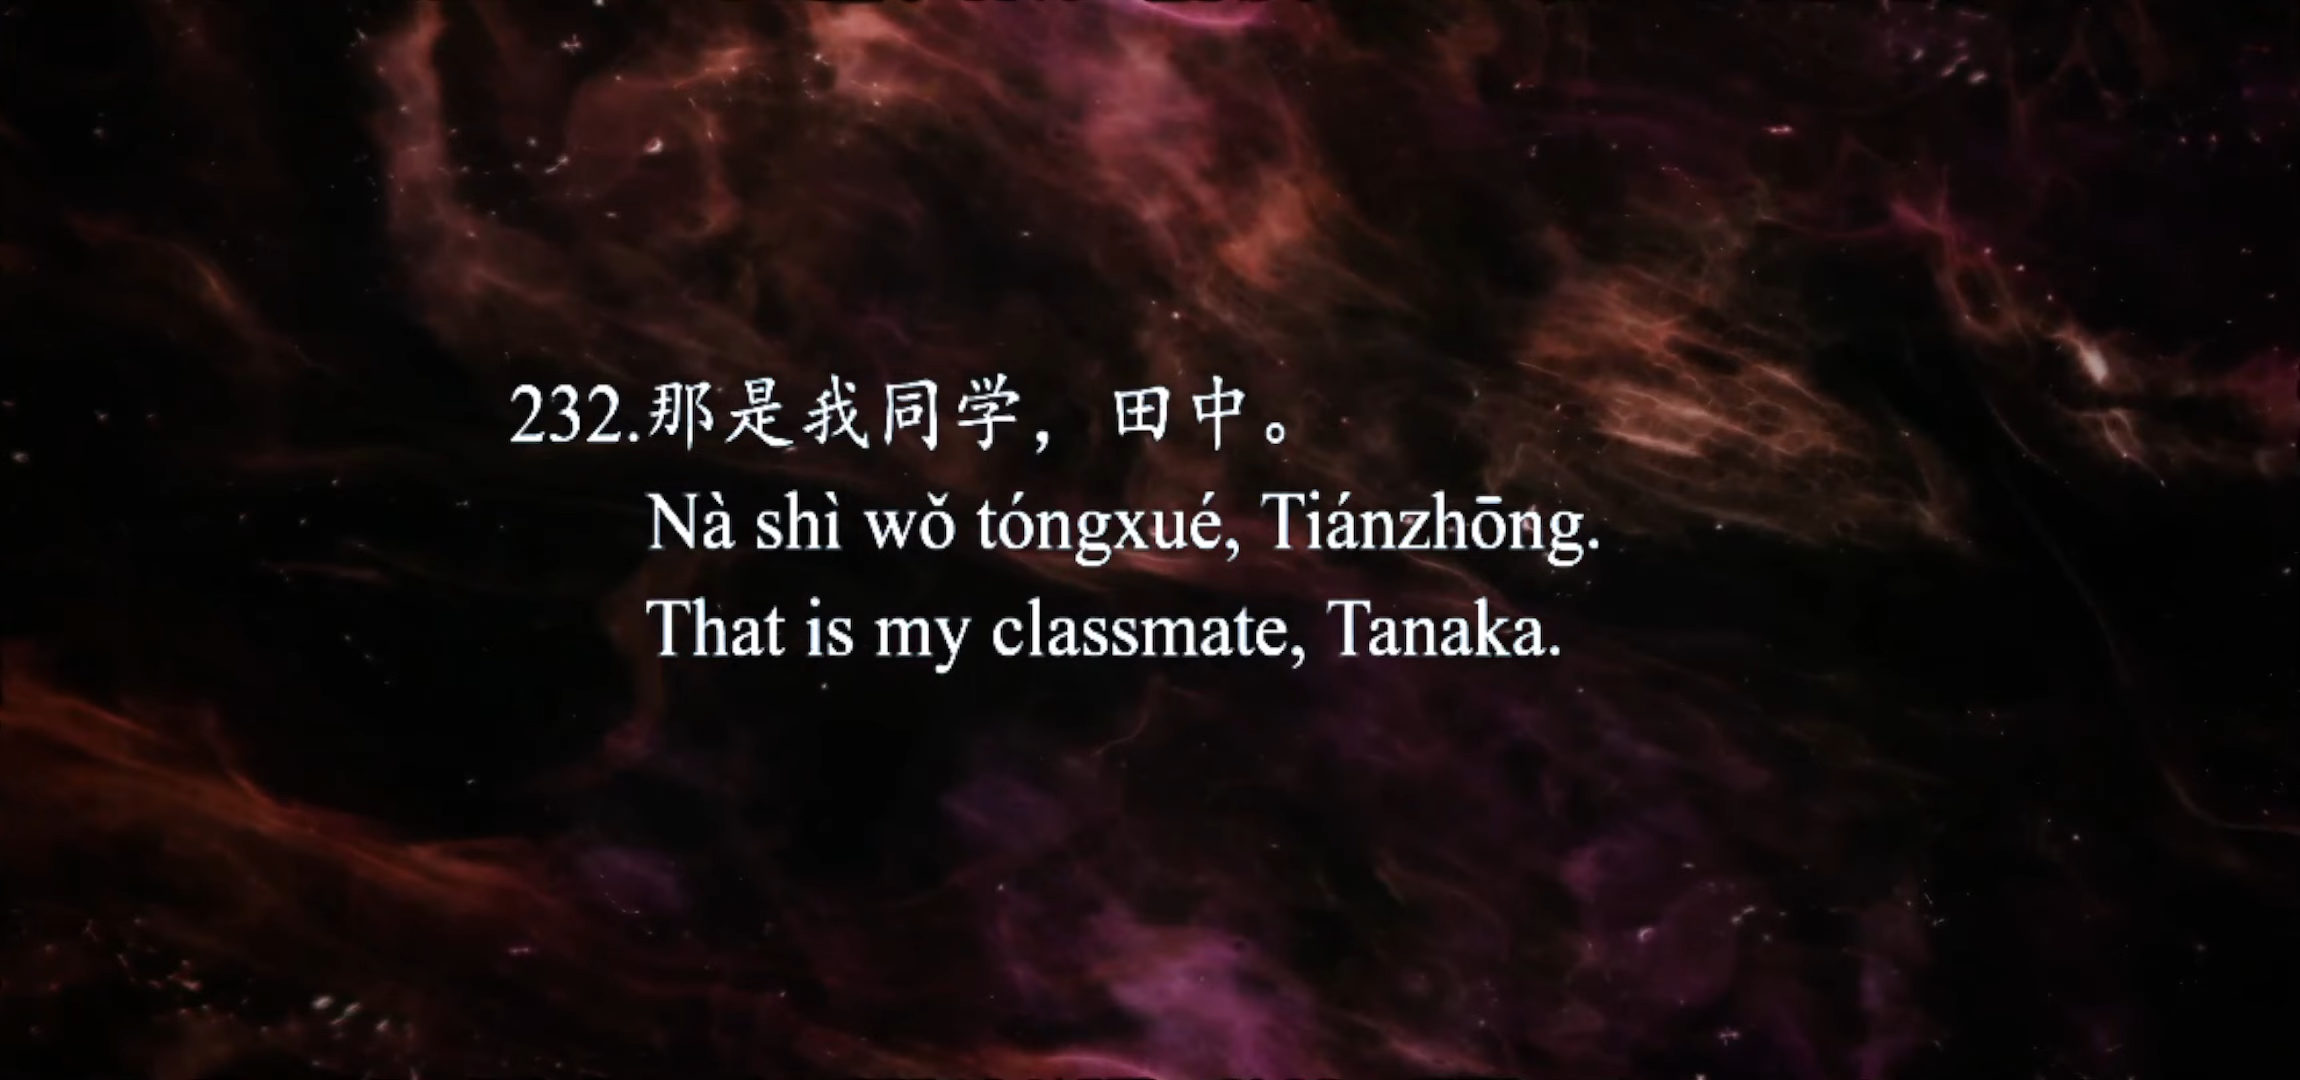 232.那是我同学，田中。
Nà shì wǒ tóngxué, Tiánzhōng.
That is my classmate, Tanaka.